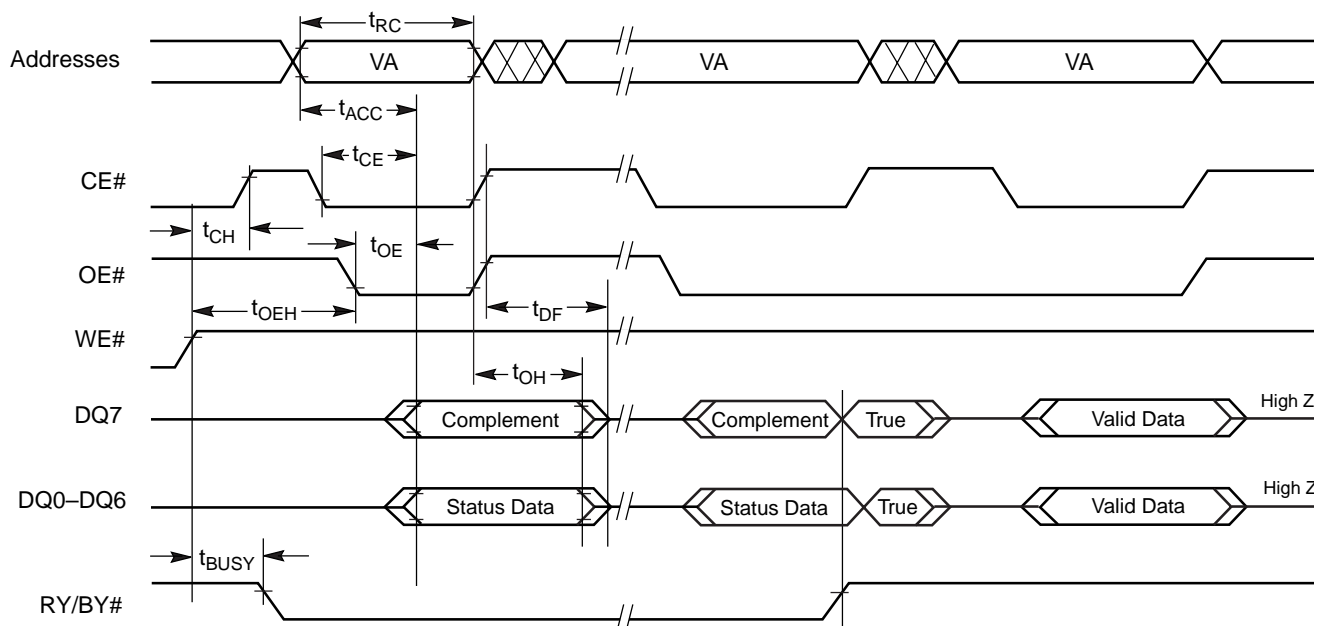 tRC
Addresses VA VA VA
tACC
tCE
CE#
tCH
tOE
OE#
tOEH
tDF
WE#
tOH
DQ7 Complement Complement True Valid Data High Z
DQ0–DQ6 Status Data Status Data True Valid Data High Z
tBUSY
RY/BY#